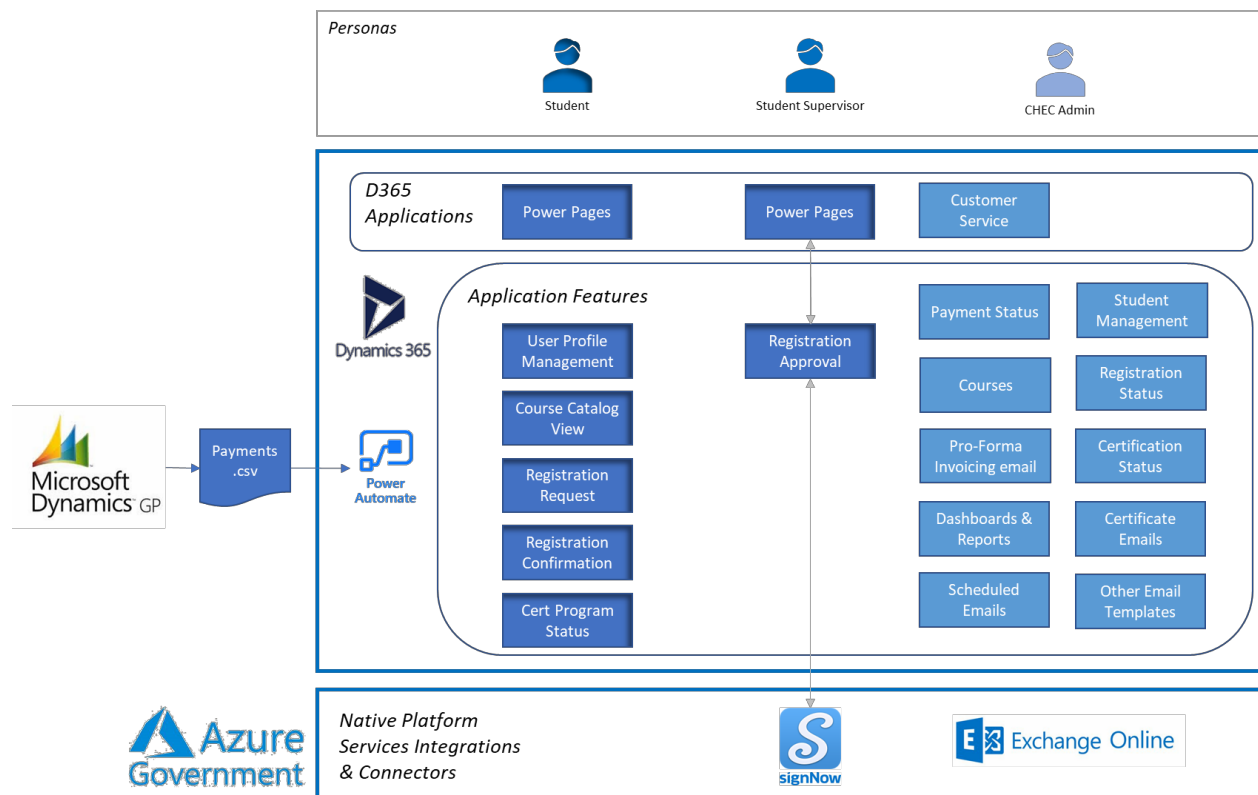 Personas
Student
Student Supervisor
CHEC Admin
D365
Applications
Power Pages
Power Pages
Customer
Service
Application Features
Dynamics 365
User Profile
Management
Course Catalog
View
Registration
Request
Registration
Confirmation
Cert Program
Status
Registration
Approval
Payment Status
Student
Management
Courses
Registration
Status
Pro-Forma
Invoicing email
Certification
Status
Dashboards &
Reports
Certificate
Emails
Scheduled
Emails
Other Email
Templates
Microsoft
Dynamics™ GP
Payments
.csv
Power
Automate
Azure
Government
Native Platform
Services Integrations
& Connectors
signNow
Exchange Online